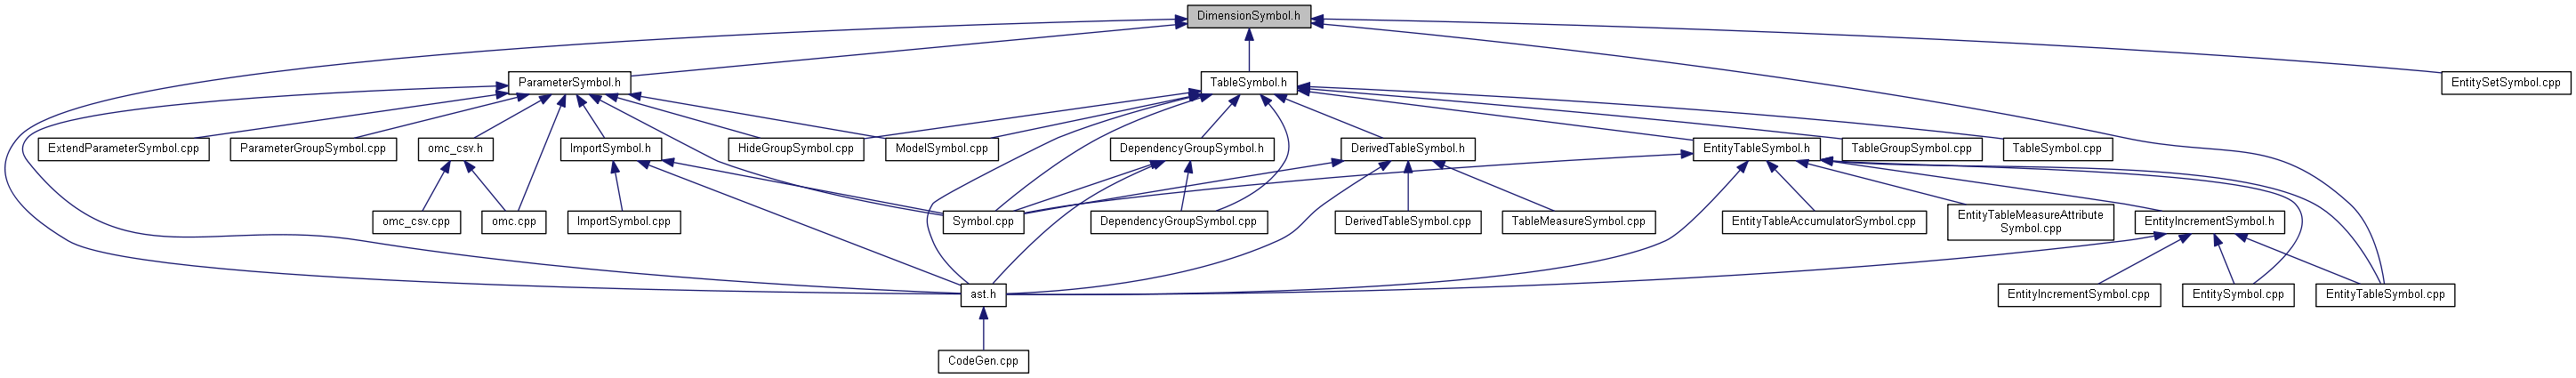 DimensionSymbol.h
ParameterSymbol.h
TableSymbol.h
EntitySetSymbol.cpp
ExtendParameterSymbol.cpp
ParameterGroupSymbol.cpp
omc_csv.h
ImportSymbol.h
HideGroupSymbol.cpp
ModelSymbol.cpp
DependencyGroupSymbol.h
DerivedTableSymbol.h
EntityTableSymbol.h
TableGroupSymbol.cpp
TableSymbol.cpp
omc_csv.cpp
omc.cpp
ImportSymbol.cpp
Symbol.cpp
DependencyGroupSymbol.cpp
DerivedTableSymbol.cpp
TableMeasureSymbol.cpp
EntityTableAccumulatorSymbol.cpp
EntityTableMeasureAttribute
Symbol.cpp
EntityIncrementSymbol.h
ast.h
EntityIncrementSymbol.cpp
EntitySymbol.cpp
EntityTableSymbol.cpp
CodeGen.cpp